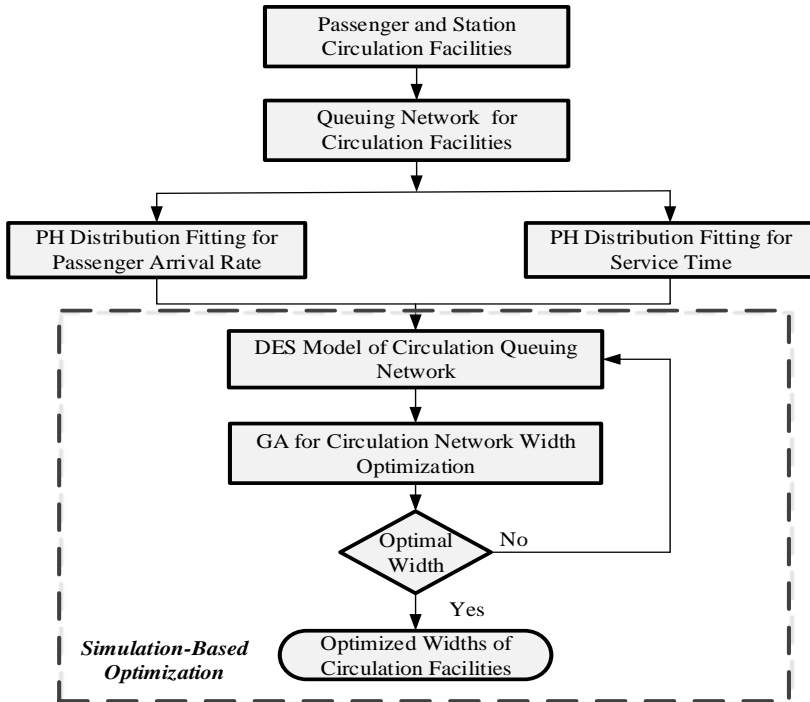 Passenger and Station
Circulation Facilities
Queuing Network for
Circulation Facilities
PH Distribution Fitting for
Passenger Arrival Rate
PH Distribution Fitting for
Service Time
DES Model of Circulation Queuing
Network
GA for Circulation Network Width
Optimization
Optimal
Width
No
Yes
Simulation-Based
Optimization
Optimized Widths of
Circulation Facilities